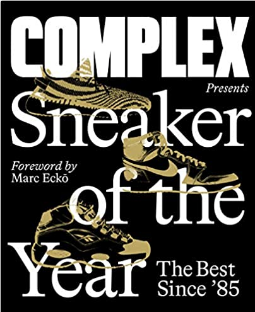 COMPLEX
Presents
Sneaker
Foreword by
Marc Eckō
of the
Year
The Best
Since ’85